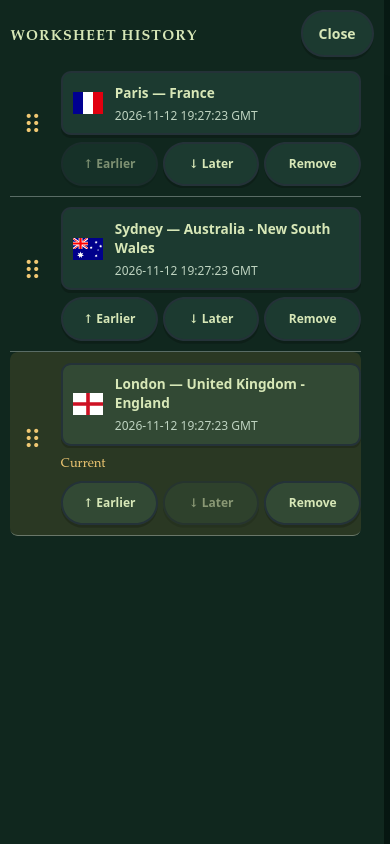 WORKSHEET HISTORY
Close
Paris — France
2026-11-12 19:27:23 GMT
↑ Earlier
↓ Later
Remove
Sydney — Australia - New South
Wales
2026-11-12 19:27:23 GMT
↑ Earlier
↓ Later
Remove
London — United Kingdom -
England
2026-11-12 19:27:23 GMT
Current
↑ Earlier
↓ Later
Remove